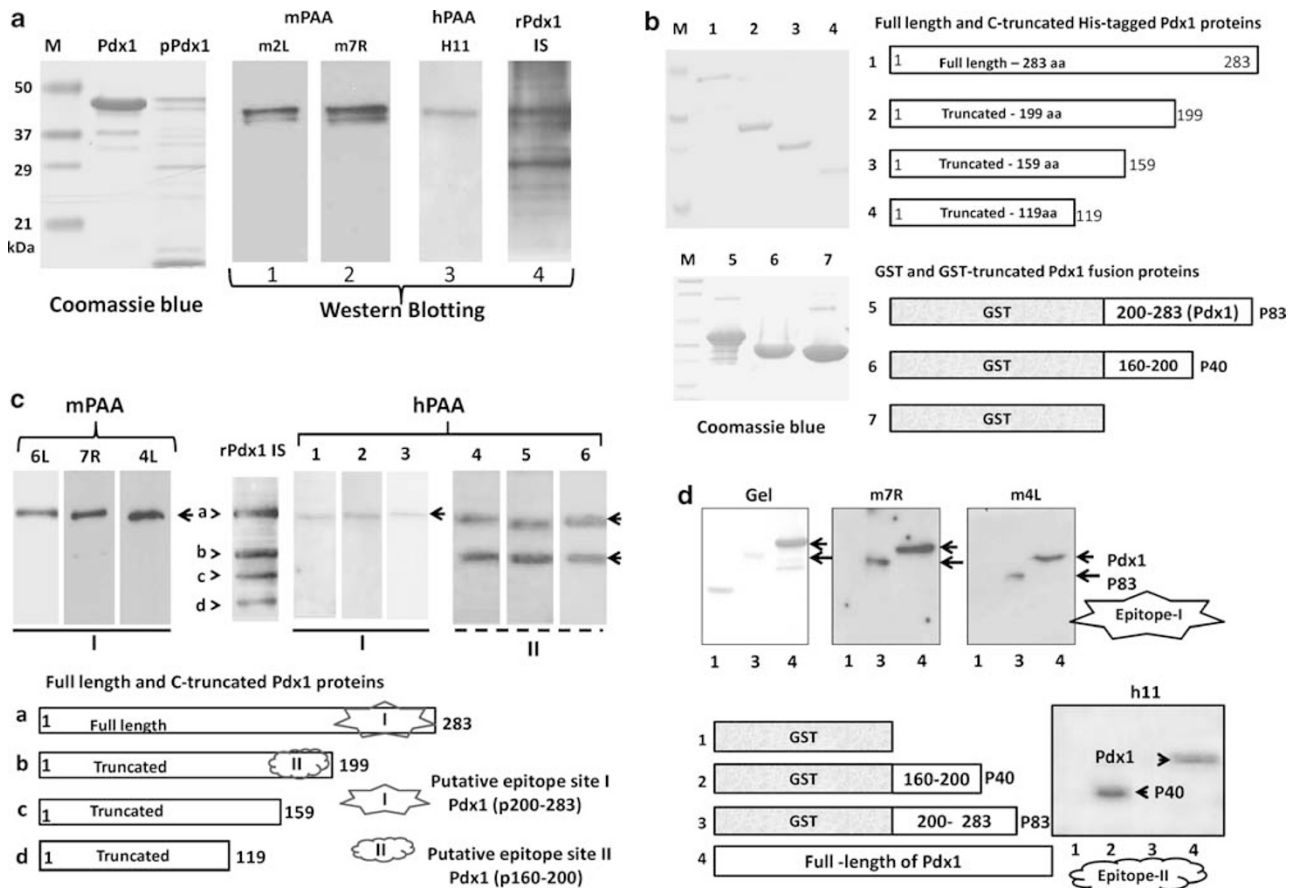 a
mPAA
hPAA
rPdx1
M Pdx1 pPdx1 m2L m7R H11 IS
50
37
29
21
kDa
1 2 3 4
Coomassie blue
Western Blotting
b
M 1 2 3 4
Full length and C-truncated His-tagged Pdx1 proteins
1 1 Full length – 283 aa 283
2 1 Truncated - 199 aa 199
3 1 Truncated - 159 aa 159
4 1 Truncated - 119aa 119
M 5 6 7
GST and GST-truncated Pdx1 fusion proteins
5 GST 200-283 (Pdx1) P83
6 GST 160-200 P40
7 GST
Coomassie blue
c
mPAA
hPAA
6L 7R 4L rPdx1 IS 1 2 3 4 5 6
a
b
c
d
I I II
Full length and C-truncated Pdx1 proteins
a 1 Full length I 283
b 1 Truncated II 199
c 1 Truncated 159
d 1 Truncated 119
I
Putative epitope site I
Pdx1 (p200-283)
II
Putative epitope site II
Pdx1 (p160-200)
d
Gel m7R m4L
Pdx1
P83
Epitope-I
1 3 4 1 3 4 1 3 4
h11
1 GST
2 GST 160-200 P40
3 GST 200- 283 P83
4 Full -length of Pdx1
Pdx1
P40
1 2 3 4
Epitope-II